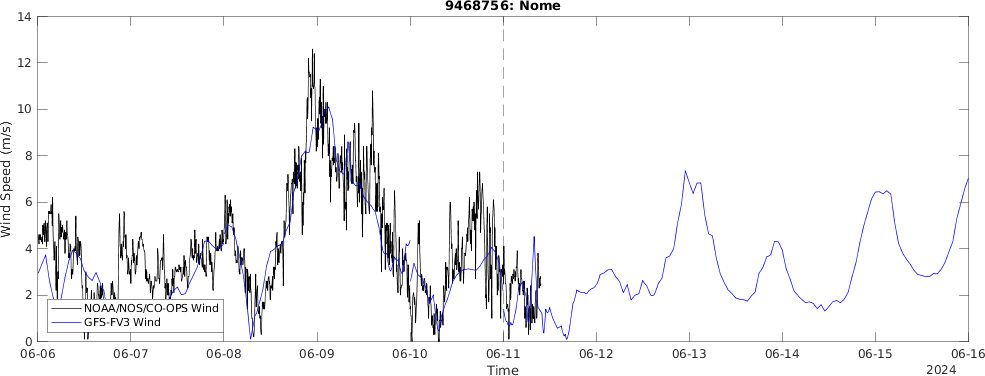 9468756: Nome
14
12
10
8
6
4
2
0
Wind Speed (m/s)
NOAA/NOS/CO-OPS Wind
GFS-FV3 Wind
06-06 06-07 06-08 06-09 06-10 06-11 06-12 06-13 06-14 06-15 06-16
Time
2024